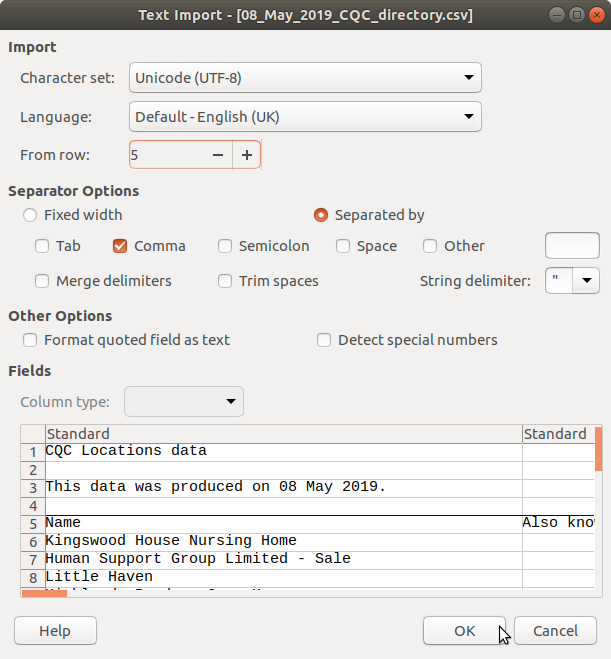 Text Import - [08_May_2019_CQC_directory.csv]
Import
Character set: Unicode (UTF-8)
Language: Default - English (UK)
From row: 5
Separator Options
Fixed width Separated by
Tab Comma Semicolon Space Other
Merge delimiters Trim spaces String delimiter: "
Other Options
Format quoted field as text Detect special numbers
Fields
Column type:
Standard Standard
1 CQC Locations data
2
3 This data was produced on 08 May 2019.
4
5 Name Also kno
6 Kingswood House Nursing Home
7 Human Support Group Limited - Sale
8 Little Haven
Help OK Cancel